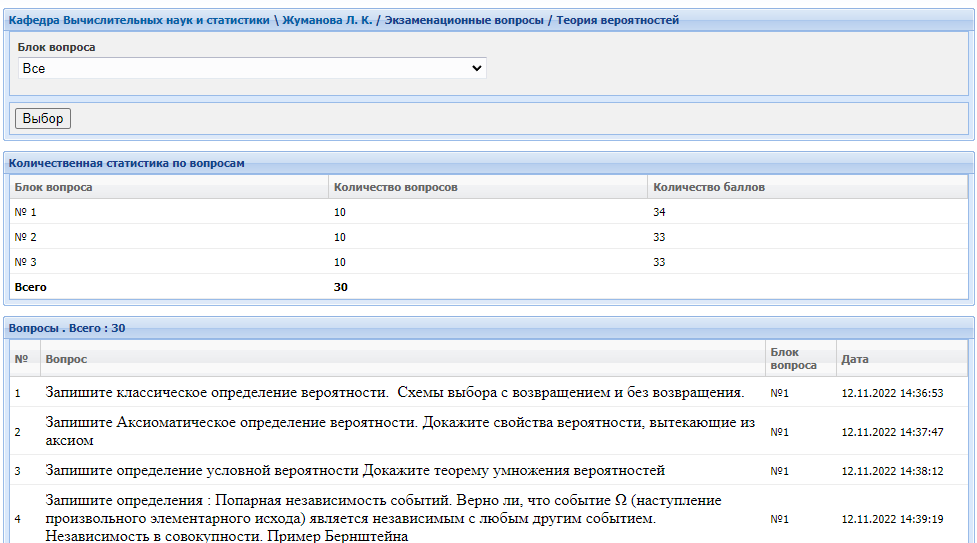 Кафедра Вычислительных наук и статистики \ Жуманова Л. К. / Экзаменационные вопросы / Теория вероятностей
Блок вопроса
Все
Выбор
Количественная статистика по вопросам
Блок вопроса Количество вопросов Количество баллов
№ 1 10 34
№ 2 10 33
№ 3 10 33
Всего 30
Вопросы . Всего : 30
№ Вопрос Блок вопроса Дата
1 Запишите классическое определение вероятности.  Схемы выбора с возвращением и без возвращения. №1 12.11.2022 14:36:53
2 Запишите Аксиоматическое определение вероятности. Докажите свойства вероятности, вытекающие из
аксиом №1 12.11.2022 14:37:47
3 Запишите определение условной вероятности Докажите теорему умножения вероятностей №1 12.11.2022 14:38:12
4 Запишите определения : Попарная независимость событий. Верно ли, что событие Ω (наступление
произвольного элементарного исхода) является независимым с любым другим событием. №1 12.11.2022 14:39:19
Независимость в совокупности. Пример Бернштейна